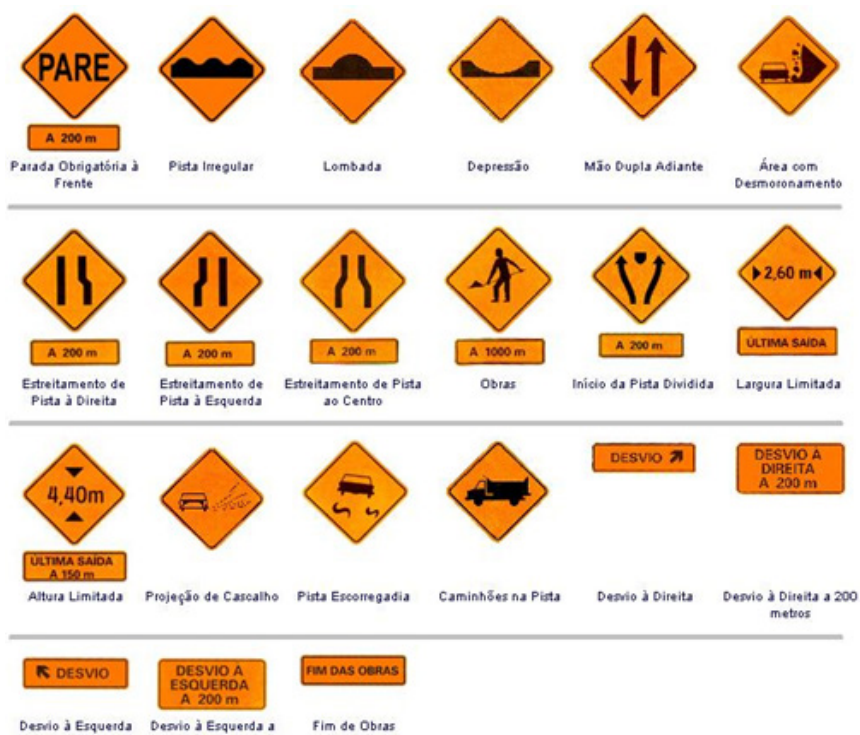 PARE
A 200 m
Parada Obrigatória à
Frente
Pista Irregular
Lombada
Depressão
Mão Dupla Adiante
Área com
Desmoronamento
A 200 m
Estreitamento de
Pista à Direita
A 200 m
Estreitamento de
Pista à Esquerda
A 200 m
Estreitamento de Pista
ao Centro
A 1000 m
Obras
A 200 m
Início da Pista Dividida
2,60 m
ÚLTIMA SAÍDA
Largura Limitada
4,40m
ÚLTIMA SAÍDA
A 150 m
Altura Limitada
Projeção de Cascalho
Pista Escorregadia
Caminhões na Pista
DESVIO
Desvio à Direita
DESVIO À
DIREITA
A 200 m
Desvio à Direita a 200
metros
DESVIO
Desvio à Esquerda
DESVIO À
ESQUERDA
A 200 m
Desvio à Esquerda a
FIM DAS OBRAS
Fim de Obras